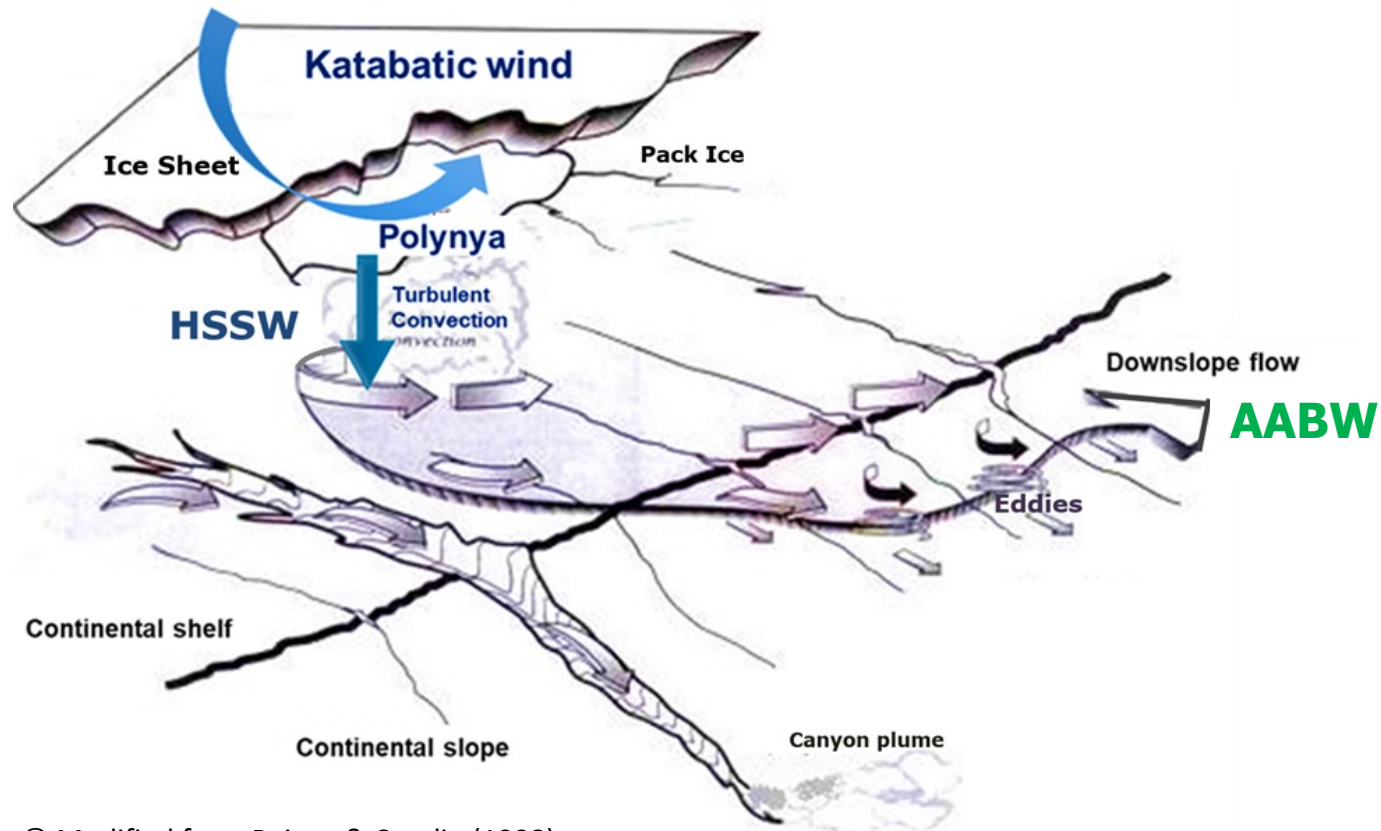 Katabatic wind
Ice Sheet
Pack Ice
Polynya
HSSW
Turbulent
Convection
onvection
Downslope flow
AABW
Eddies
Continental shelf
Continental slope
Canyon plume